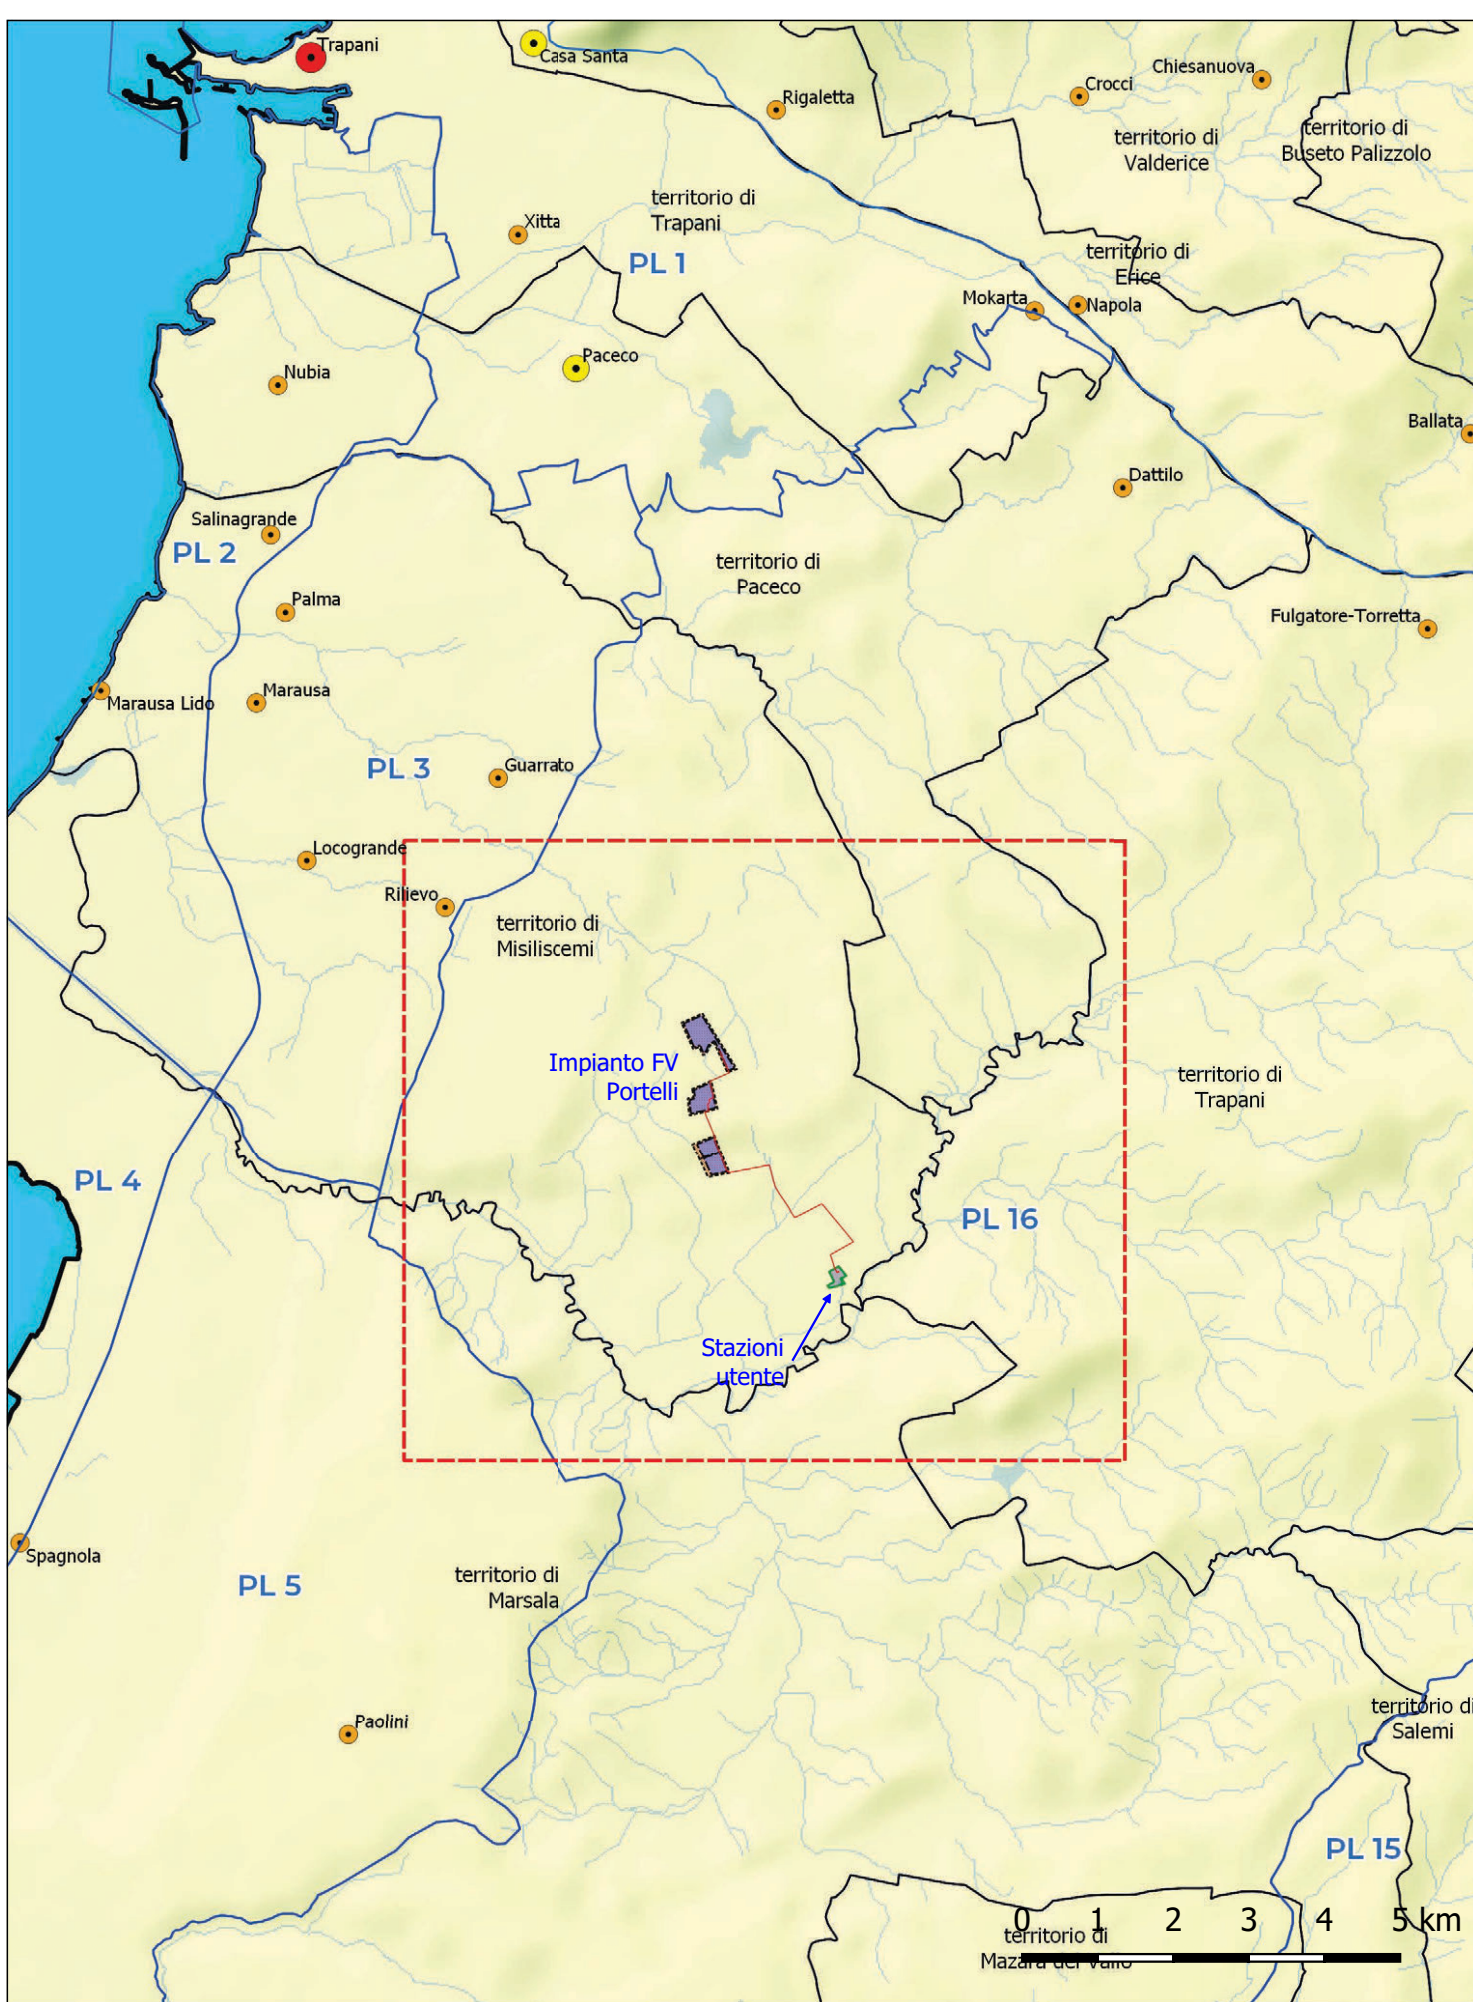 Trapani
Casa Santa
Chiesanuova
Crocci
Rigaletta
territorio di
Valderice
territorio di
Buseto Palizzolo
territorio di
Trapani
Xitta
PL 1
territorio di
Erice
Mokarta
Napola
Nubia
Paceco
Ballata
Dattilo
Salinagrande
PL 2
territorio di
Paceco
Palma
Fulgatore-Torretta
Marausa Lido
Marausa
PL 3
Guarrato
Locogrande
Rilievo
territorio di
Misiliscemi
Impianto FV
Portelli
territorio di
Trapani
PL 4
PL 16
Stazioni
utente
Spagnola
PL 5
territorio di
Marsala
territorio di
Salemi
Paolini
PL 15
0 1 2 3 4 5 km
territorio di
Mazara del Vallo